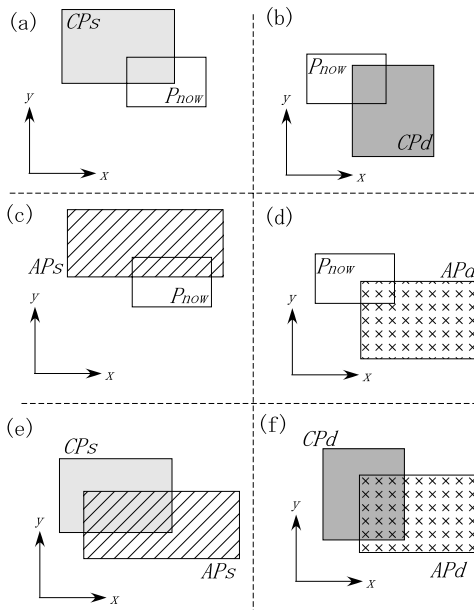 (a)
CPs
Pnow
y
x
(b)
Pnow
CPd
y
x
(c)
APs
Pnow
y
x
(d)
Pnow
APd
y
x
(e)
CPs
APs
y
x
(f)
CPd
APd
y
x